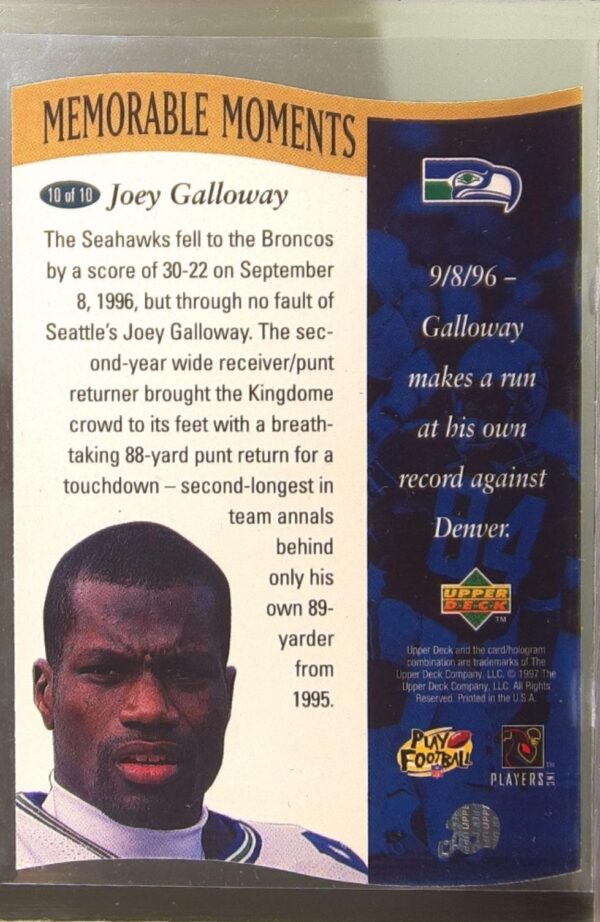 MEMORABLE MOMENTS
10 of 10 Joey Galloway
The Seahawks fell to the Broncos
by a score of 30-22 on September
8, 1996, but through no fault of
Seattle's Joey Galloway. The sec-
ond-year wide receiver/punt
returner brought the Kingdome
crowd to its feet with a breath-
taking 88-yard punt return for a
touchdown – second-longest in
team annals
behind
only his
own 89-
yarder
from
1995.
9/8/96 –
Galloway
makes a run
at his own
record against
Denver.
84
UPPER
DECK
TM
Upper Deck and the card/hologram
combination are trademarks of The
Upper Deck Company, LLC. © 1997 The
Upper Deck Company, LLC. All Rights
Reserved. Printed in the U.S.A.
PLAY
FOOTBALL
NFL
TM
PLAYERS INC